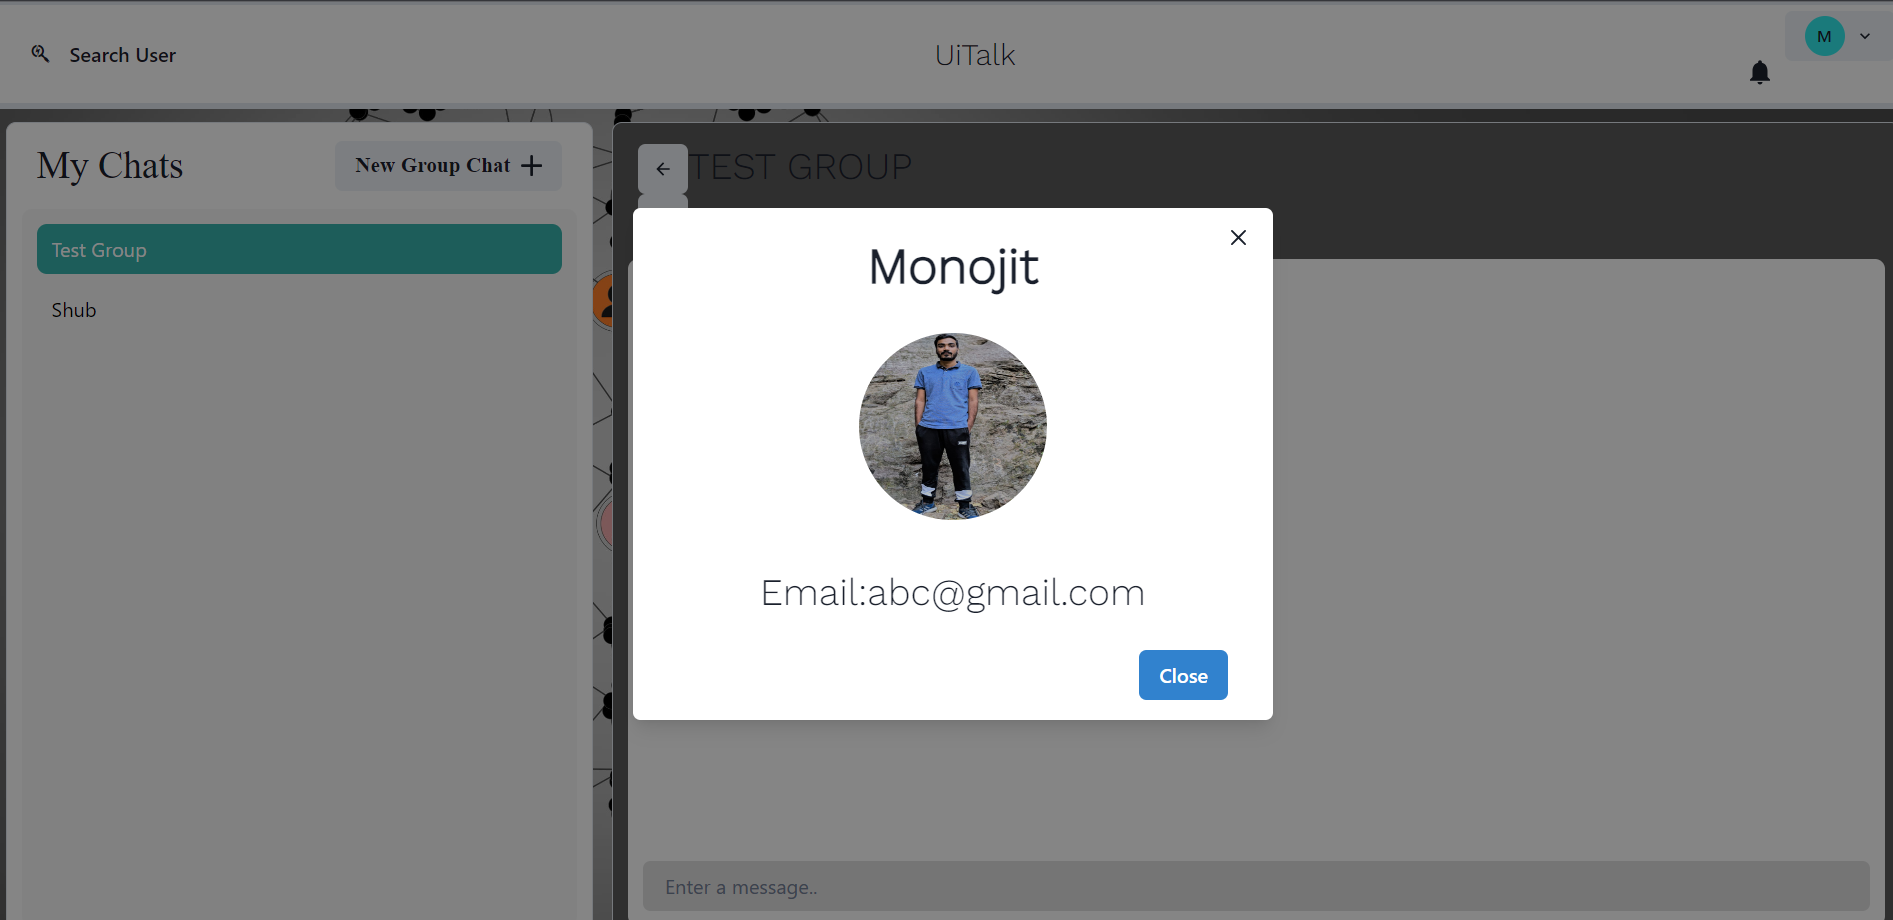 Search User
UiTalk
M
My Chats
New Group Chat
TEST GROUP
Test Group
Shub
Monojit
Email:abc@gmail.com
Close
Enter a message..